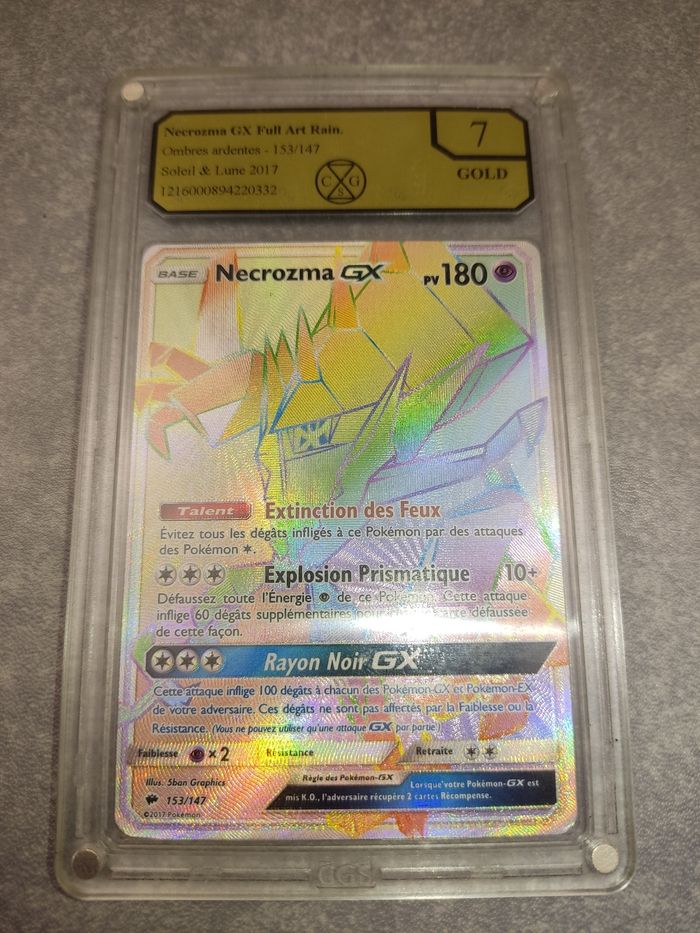 Necrozma GX Full Art Rain.
Ombres ardentes - 153/147
Soleil & Lune 2017
1216000894220332
C G S
7
GOLD
BASE Necrozma GX PV 180
Talent Extinction des Feux
Évitez tous les dégâts infligés à ce Pokémon par des attaques
des Pokémon.
Explosion Prismatique 10+
Défaussez toute l'Énergie de ce Pokémon. Cette attaque
inflige 60 dégâts supplémentaires pour carte défaussée
de cette façon.
Rayon Noir GX
Cette attaque inflige 100 dégâts à chacun des Pokémon-GX et Pokémon-EX
de votre adversaire. Ces dégâts ne sont pas affectés par la Faiblesse ou la
Résistance. (Vous ne pouvez utiliser qu'une attaque GX par partie.)
Faiblesse ×2 Résistance Retraite
Illus. 5ban Graphics
153/147
©2017 Pokémon
Règle des Pokémon-GX
Lorsque votre Pokémon-GX est
mis K.O., l'adversaire récupère 2 cartes Récompense.
CGS